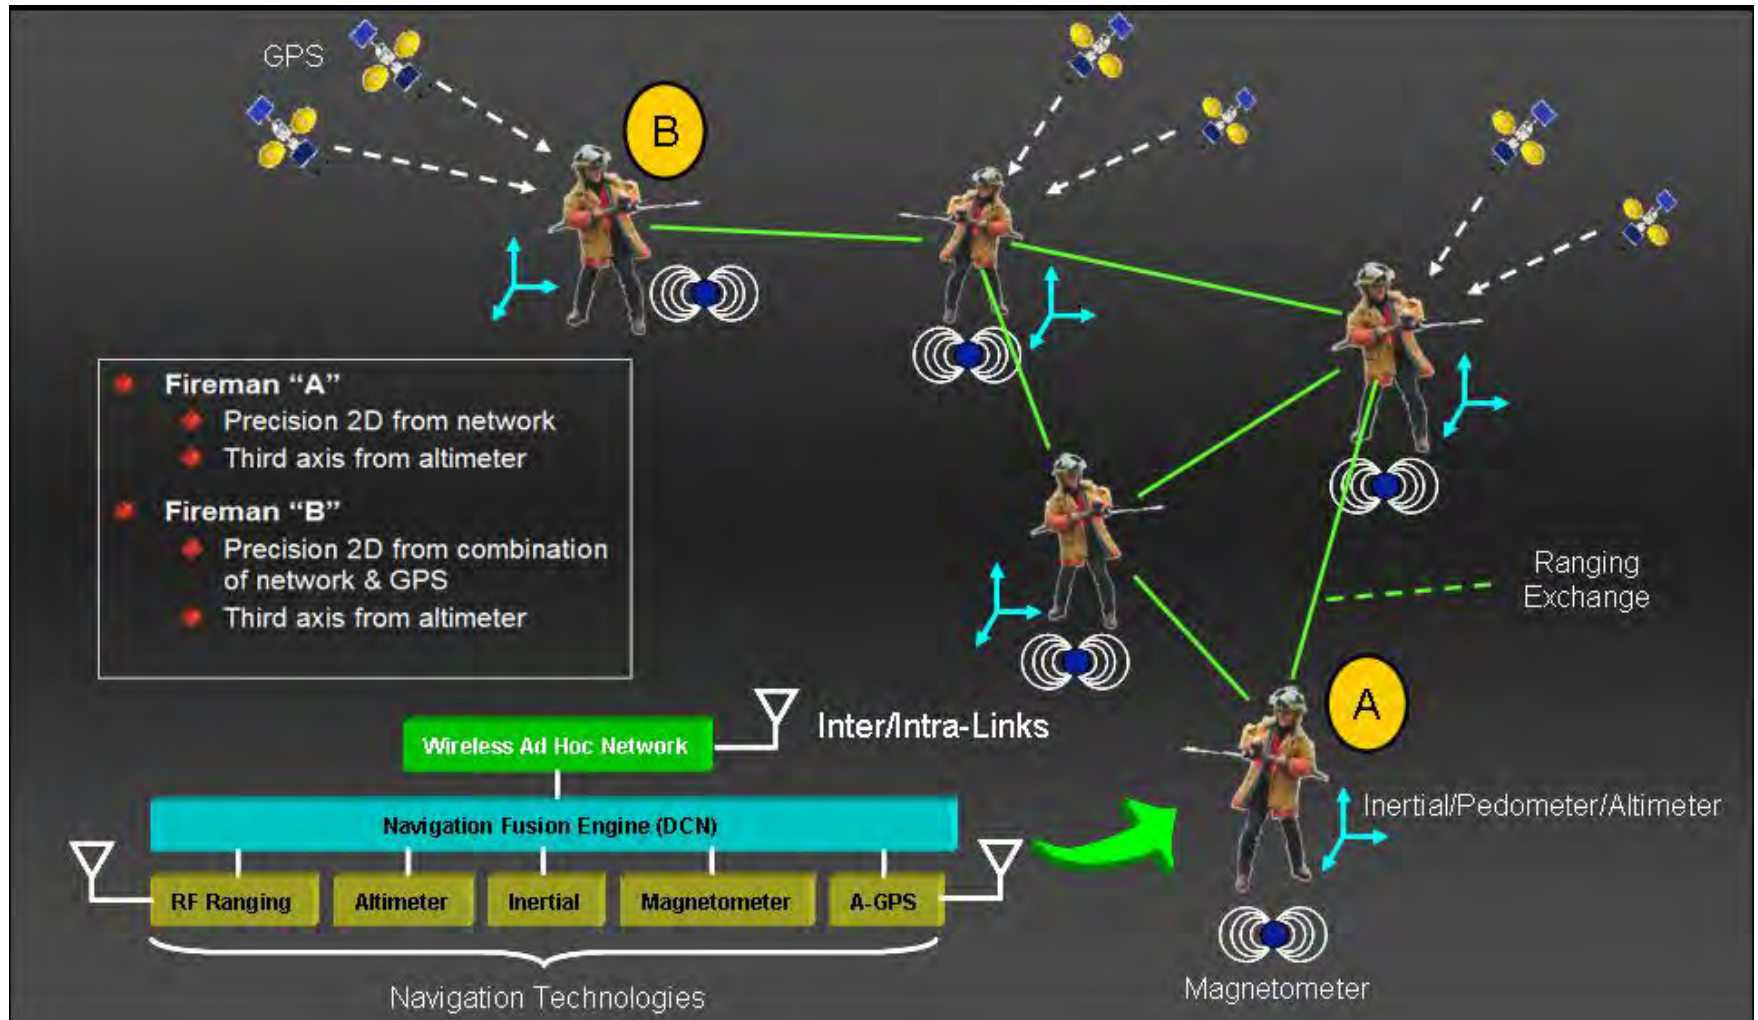 GPS
B
Fireman “A”
Precision 2D from network
Third axis from altimeter
Fireman “B”
Precision 2D from combination
of network & GPS
Third axis from altimeter
Ranging
Exchange
A
Wireless Ad Hoc Network
Inter/Intra-Links
Inertial/Pedometer/Altimeter
Navigation Fusion Engine (DCN)
RF Ranging
Altimeter
Inertial
Magnetometer
A-GPS
Navigation Technologies
Magnetometer